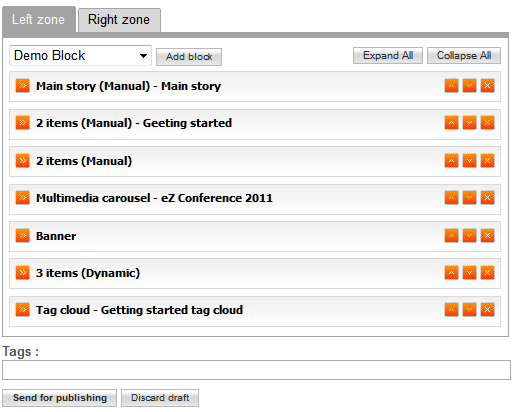 Left zone Right zone
Demo Block Add block Expand All Collapse All
Main story (Manual) - Main story
2 items (Manual) - Geeting started
2 items (Manual)
Multimedia carousel - eZ Conference 2011
Banner
3 items (Dynamic)
Tag cloud - Getting started tag cloud
Tags :
Send for publishing Discard draft